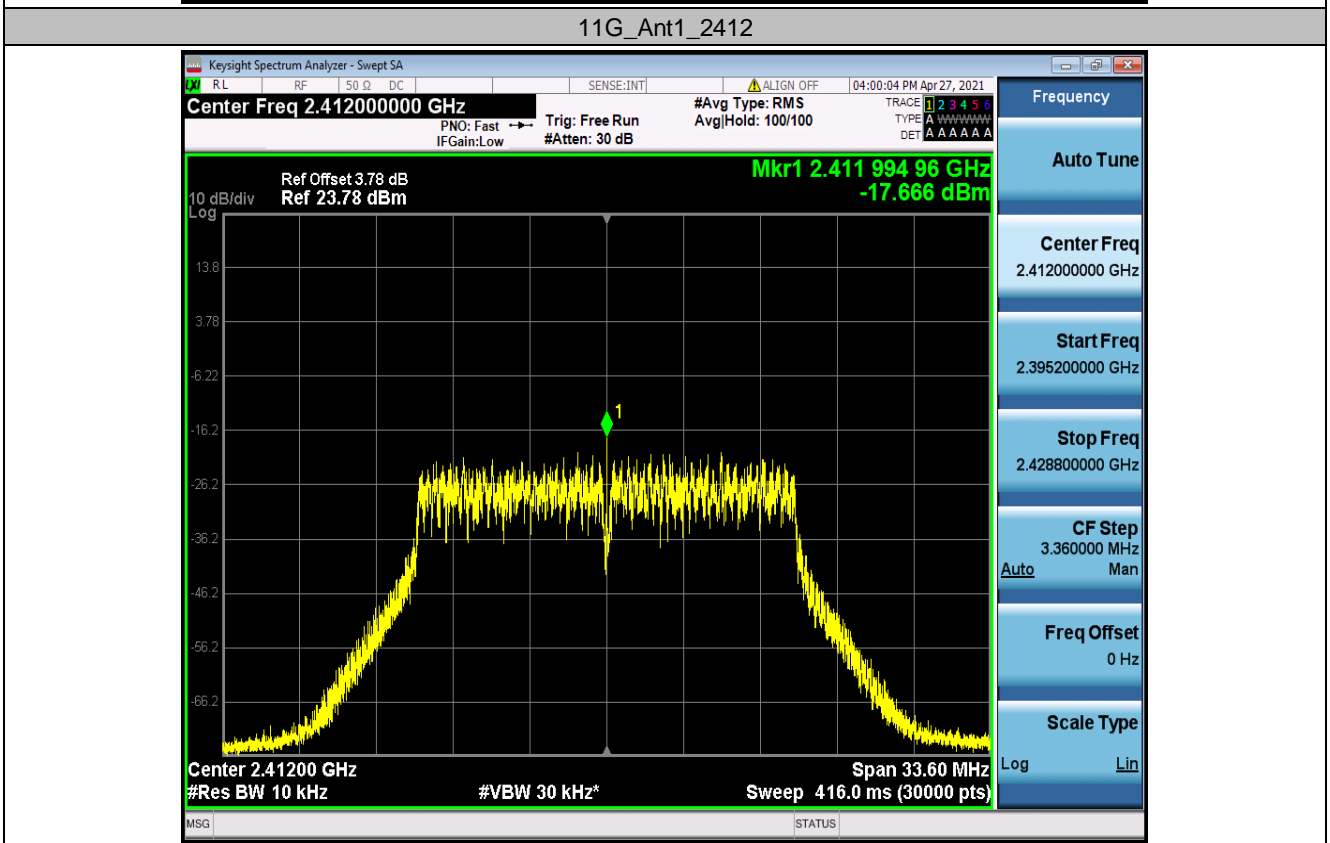 11G_Ant1_2412
Keysight Spectrum Analyzer - Swept SA
LXI RL RF 50 Ω DC SENSE:INT ALIGN OFF 04:00:04 PM Apr 27, 2021
Center Freq 2.412000000 GHz
PNO: Fast
IFGain:Low
Trig: Free Run
#Atten: 30 dB
#Avg Type: RMS
Avg|Hold: 100/100
TRACE 1 2 3 4 5 6
TYPE A WWWWW
DET A A A A A A
Mkr1 2.411 994 96 GHz
-17.666 dBm
Ref Offset 3.78 dB
10 dB/div Ref 23.78 dBm
Log
13.8
3.78
-6.22
-16.2
-26.2
-36.2
-46.2
-56.2
-66.2
1
Center 2.41200 GHz Span 33.60 MHz
#Res BW 10 kHz #VBW 30 kHz* Sweep 416.0 ms (30000 pts)
MSG STATUS
Frequency
Auto Tune
Center Freq
2.412000000 GHz
Start Freq
2.395200000 GHz
Stop Freq
2.428800000 GHz
CF Step
3.360000 MHz
Auto Man
Freq Offset
0 Hz
Scale Type
Log Lin